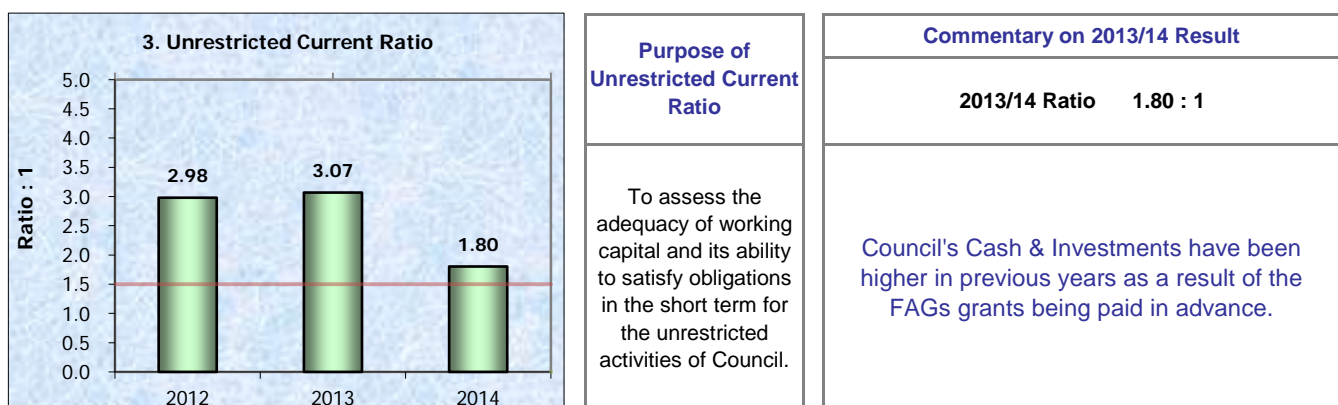 3. Unrestricted Current Ratio
Ratio : 1
5.0
4.5
4.0
3.5
3.0
2.5
2.0
1.5
1.0
0.5
0.0
2.98
3.07
1.80
2012
2013
2014
Purpose of
Unrestricted Current
Ratio
To assess the
adequacy of working
capital and its ability
to satisfy obligations
in the short term for
the unrestricted
activities of Council.
Commentary on 2013/14 Result
2013/14 Ratio 1.80 : 1
Council's Cash & Investments have been
higher in previous years as a result of the
FAGs grants being paid in advance.